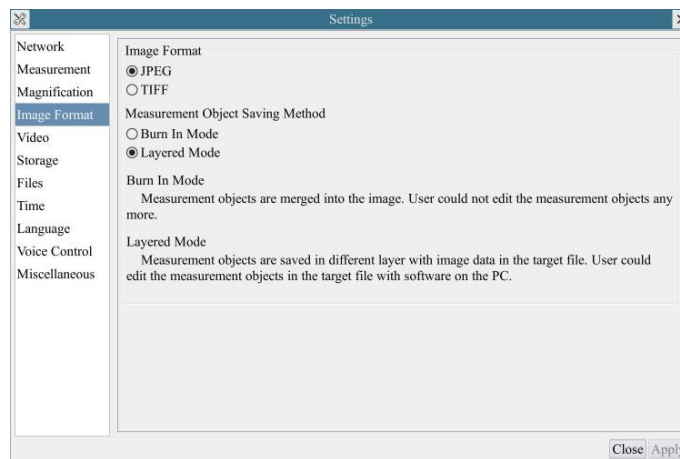 Settings
Network
Measurement
Magnification
Image Format
Video
Storage
Files
Time
Language
Voice Control
Miscellaneous
Image Format
JPEG
TIFF
Measurement Object Saving Method
Burn In Mode
Layered Mode
Burn In Mode
Measurement objects are merged into the image. User could not edit the measurement objects any
more.
Layered Mode
Measurement objects are saved in different layer with image data in the target file. User could
edit the measurement objects in the target file with software on the PC.
Close Apply